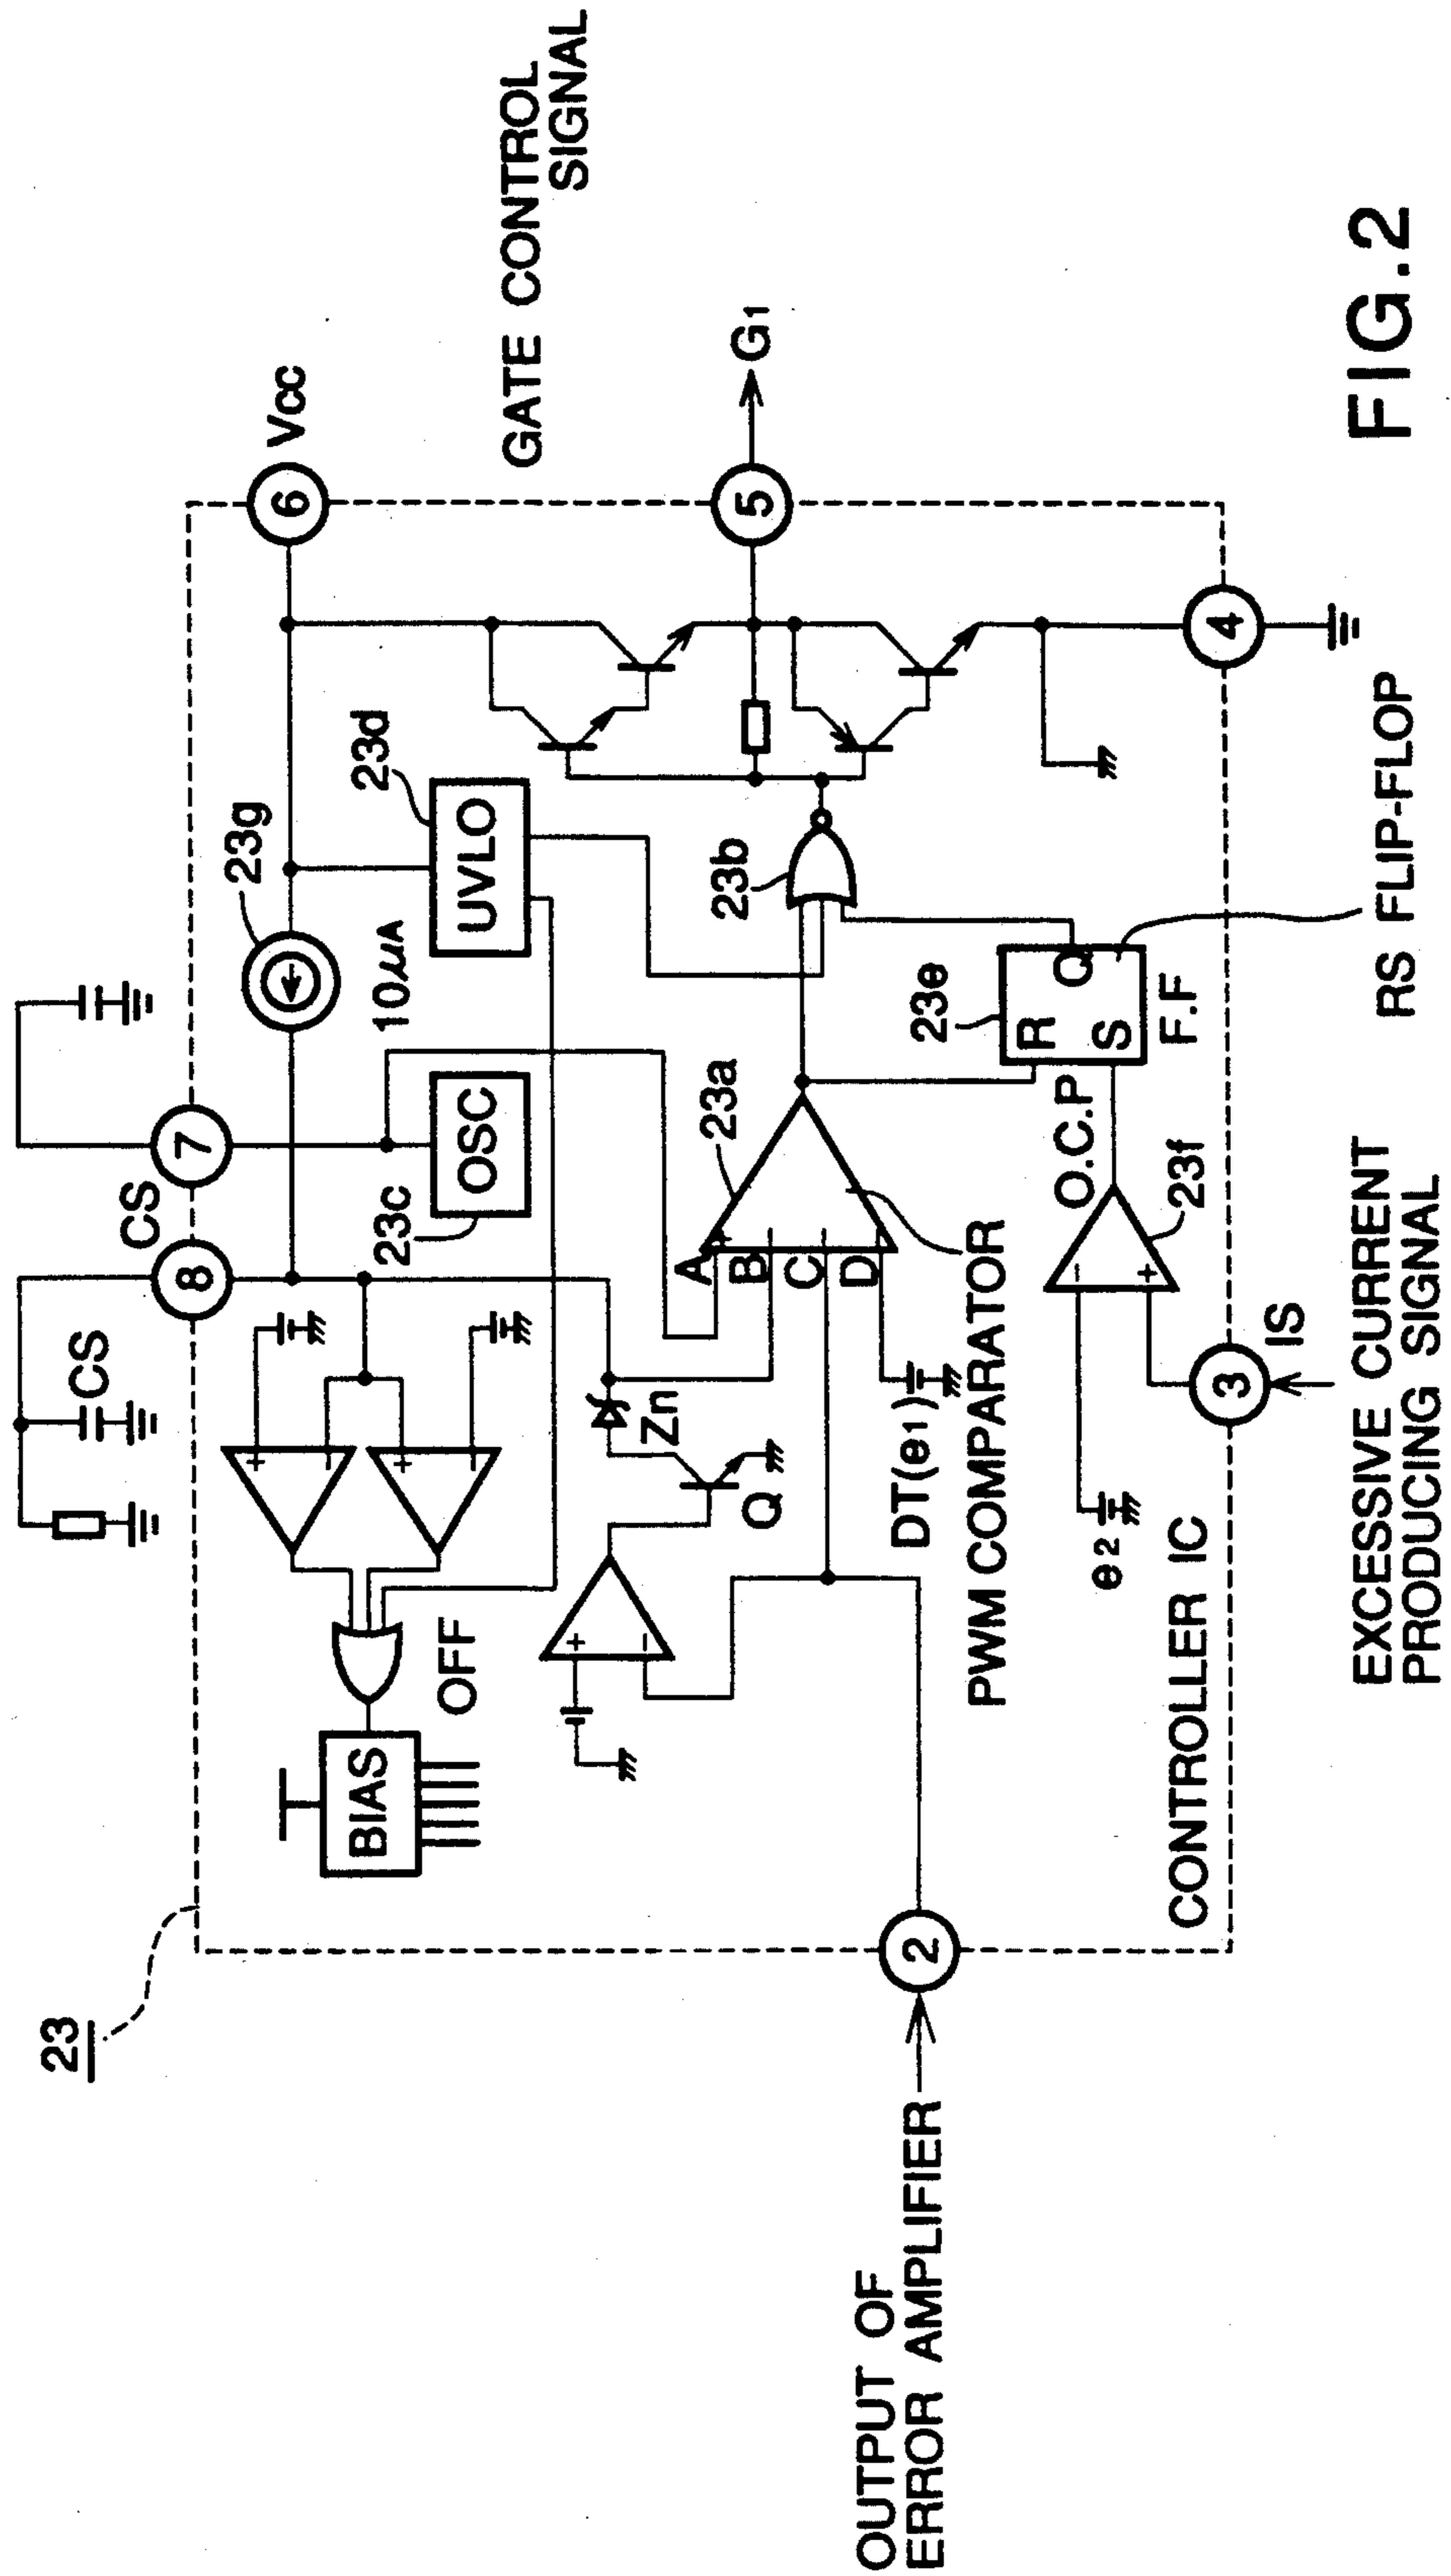 23
CS
8
CS
7
23g
10μA
6
Vcc
BIAS
OFF
+
−
+
−
23c
OSC
UVLO
23d
GATE CONTROL
SIGNAL
+
−
Zn
Q
A
B
C
D
+
−
−
−
23a
23b
5
G1
DT(e1)
PWM COMPARATOR
2
OUTPUT OF
ERROR AMPLIFIER
e2
−
+
O.C.P
23f
23e
R
S
Q
F.F
4
RS FLIP-FLOP
CONTROLLER IC
3
IS
EXCESSIVE CURRENT
PRODUCING SIGNAL
FIG.2